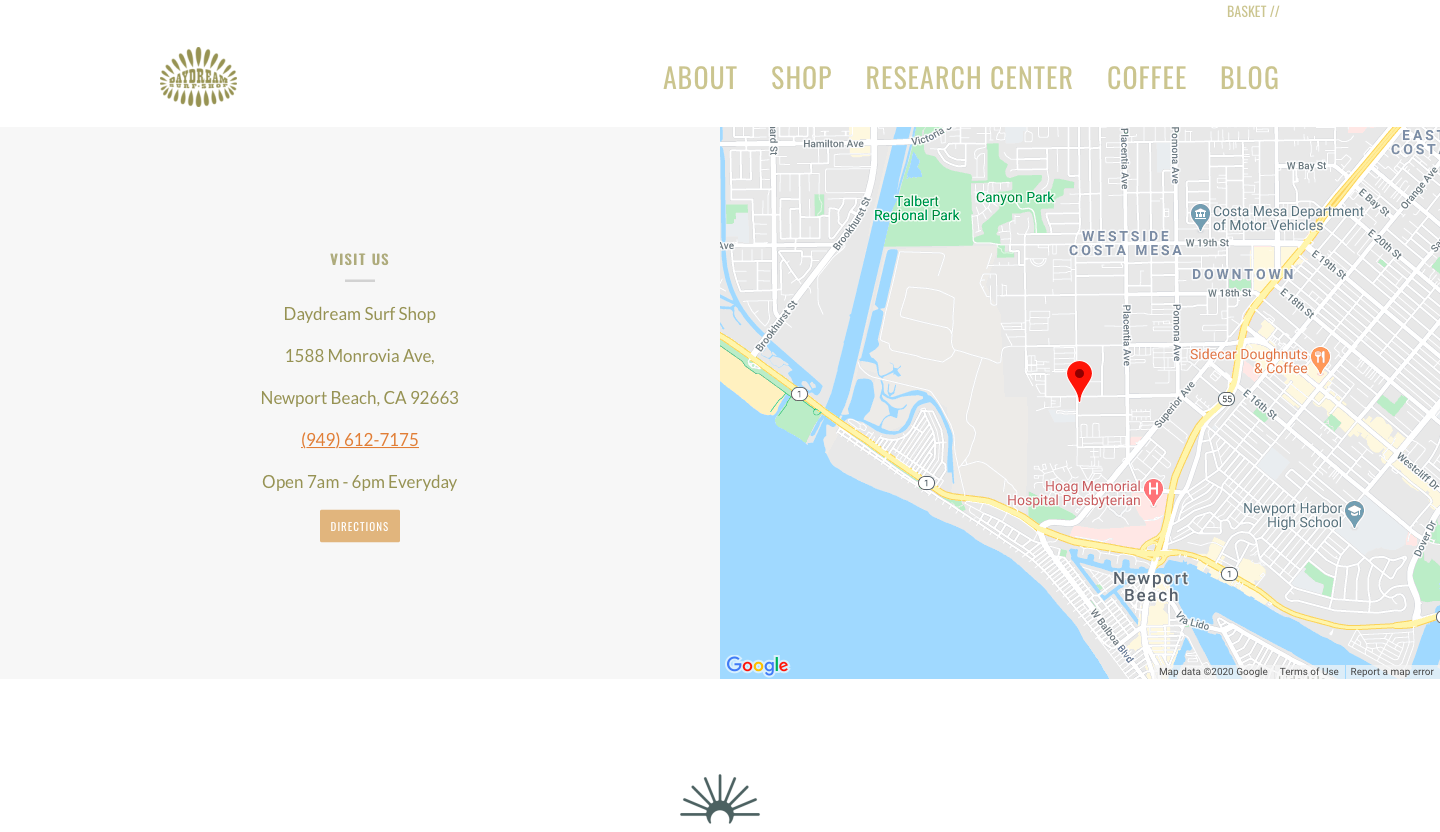 BASKET //
DAYDREAM
SURF-SHOP
ABOUT
SHOP
RESEARCH CENTER
COFFEE
BLOG
VISIT US
Daydream Surf Shop
1588 Monrovia Ave,
Newport Beach, CA 92663
(949) 612-7175
Open 7am - 6pm Everyday
DIRECTIONS
Hamilton Ave
Placentia Ave
Pomona Ave
W Bay St
Orange Ave
E Bay St
Talbert
Regional Park
Canyon Park
Costa Mesa Department
of Motor Vehicles
Brookhurst St
WESTSIDE
COSTA MESA
W 19th St
E 20th St
E 19th St
DOWNTOWN
W 18th St
E 18th St
Brookhurst St
Placentia Ave
Pomona Ave
Sidecar Doughnuts
& Coffee
1
55
Superior Ave
E 16th St
Westcliff Dr
1
Hoag Memorial
Hospital Presbyterian
H
Newport Harbor
High School
Dover Dr
Newport
Beach
1
W Balboa Blvd
Via Lido
Google
Map data ©2020 Google
Terms of Use
Report a map error